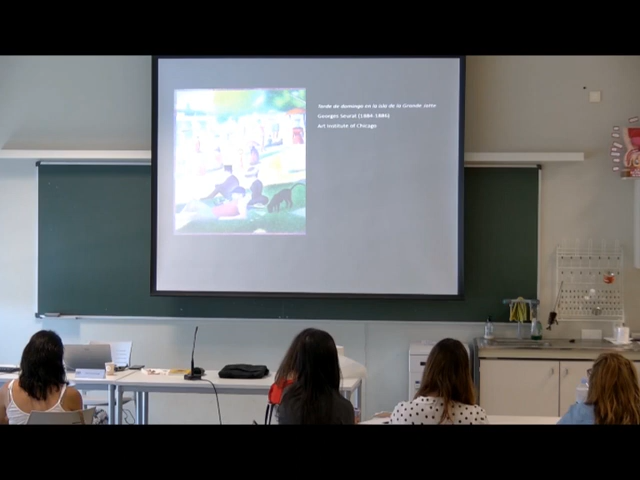 Tarde de domingo en la isla de la Grande Jatte
Georges Seurat (1884-1886)
Art Institute of Chicago